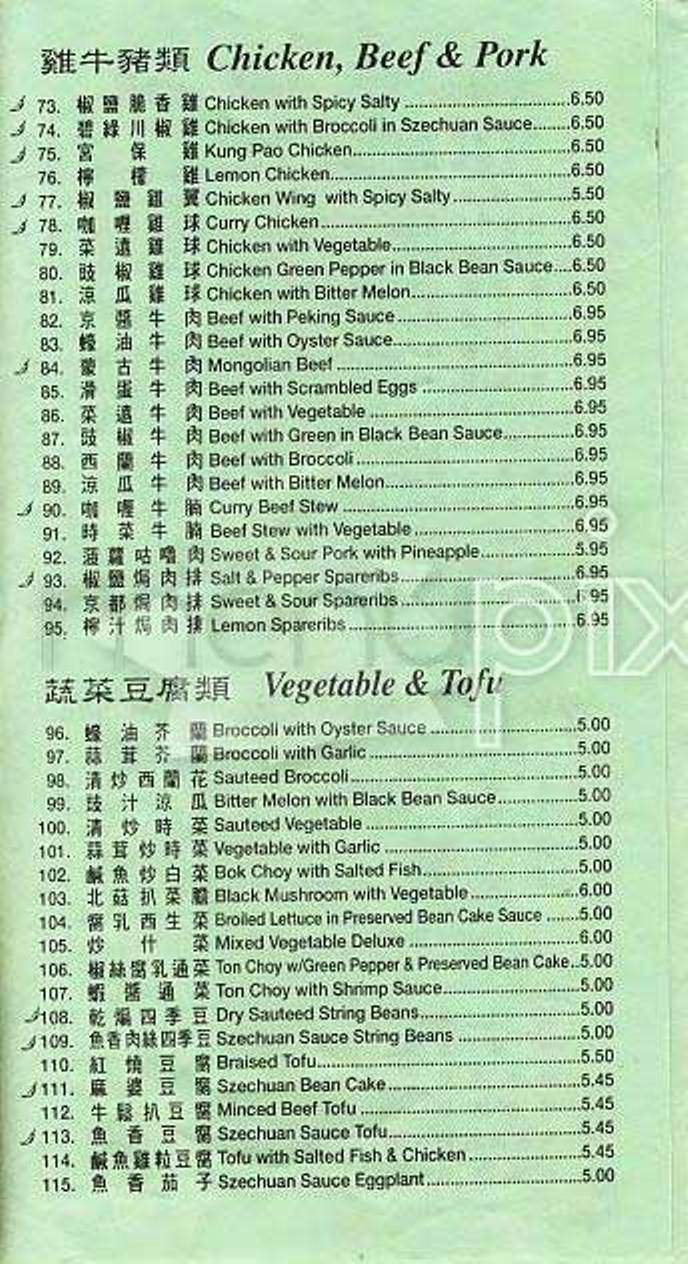 雞牛豬類 Chicken, Beef & Pork
73. 椒鹽脆香雞 Chicken with Spicy Salty ..................................6.50
74. 碧綠川椒雞 Chicken with Broccoli in Szechuan Sauce........6.50
75. 宮保雞 Kung Pao Chicken.............................................6.50
76. 檸檬雞 Lemon Chicken..................................................6.50
77. 椒鹽雞翼 Chicken Wing with Spicy Salty........................5.50
78. 咖喱雞球 Curry Chicken....................................................6.50
79. 菜遠雞球 Chicken with Vegetable.....................................6.50
80. 豉椒雞球 Chicken Green Pepper in Black Bean Sauce....6.50
81. 涼瓜雞球 Chicken with Bitter Melon.................................6.50
82. 京醬牛肉 Beef with Peking Sauce....................................6.95
83. 蠔油牛肉 Beef with Oyster Sauce.....................................6.95
84. 蒙古牛肉 Mongolian Beef ................................................6.95
85. 滑蛋牛肉 Beef with Scrambled Eggs ...............................6.95
86. 菜遠牛肉 Beef with Vegetable ..........................................6.95
87. 豉椒牛肉 Beef with Green in Black Bean Sauce..............6.95
88. 西蘭牛肉 Beef with Broccoli .............................................6.95
89. 涼瓜牛肉 Beef with Bitter Melon.......................................6.95
90. 咖喱牛腩 Curry Beef Stew ................................................6.95
91. 時菜牛腩 Beef Stew with Vegetable.................................6.95
92. 菠蘿咕嚕肉 Sweet & Sour Pork with Pineapple...................5.95
93. 椒鹽焗肉排 Salt & Pepper Spareribs...................................6.95
94. 京都焗肉排 Sweet & Sour Spareribs
95. 檸汁焗肉排 Lemon Spareribs ..............................................6.95
蔬菜豆腐類 Vegetable & Tofu
96. 蠔油芥蘭 Broccoli with Oyster Sauce ..............................5.00
97. 蒜茸芥蘭 Broccoli with Garlic ...........................................5.00
98. 清炒西蘭花 Sauteed Broccoli...............................................5.00
99. 豉汁涼瓜 Bitter Melon with Black Bean Sauce.................5.00
100. 清炒時菜 Sauteed Vegetable ............................................5.00
101. 蒜茸炒時菜 Vegetable with Garlic ........................................5.00
102. 鹹魚炒白菜 Bok Choy with Salted Fish................................5.00
103. 北菇扒菜膽 Black Mushroom with Vegetable.......................6.00
104. 腐乳西生菜 Broiled Lettuce in Preserved Bean Cake Sauce .......5.00
105. 炒什菜 Mixed Vegetable Deluxe ....................................6.00
106. 椒絲腐乳通菜 Ton Choy w/Green Pepper & Preserved Bean Cake..5.00
107. 蝦醬通菜 Ton Choy with Shrimp Sauce............................5.00
108. 乾煸四季豆 Dry Sauteed String Beans.................................5.00
109. 魚香肉絲四季豆 Szechuan Sauce String Beans .........................5.00
110. 紅燒豆腐 Braised Tofu......................................................5.50
111. 麻婆豆腐 Szechuan Bean Cake.......................................5.45
112. 牛鬆扒豆腐 Minced Beef Tofu .............................................5.45
113. 魚香豆腐 Szechuan Sauce Tofu.......................................5.45
114. 鹹魚雞粒豆腐 Tofu with Salted Fish & Chicken .......................5.45
115. 魚香茄子 Szechuan Sauce Eggplant................................5.00